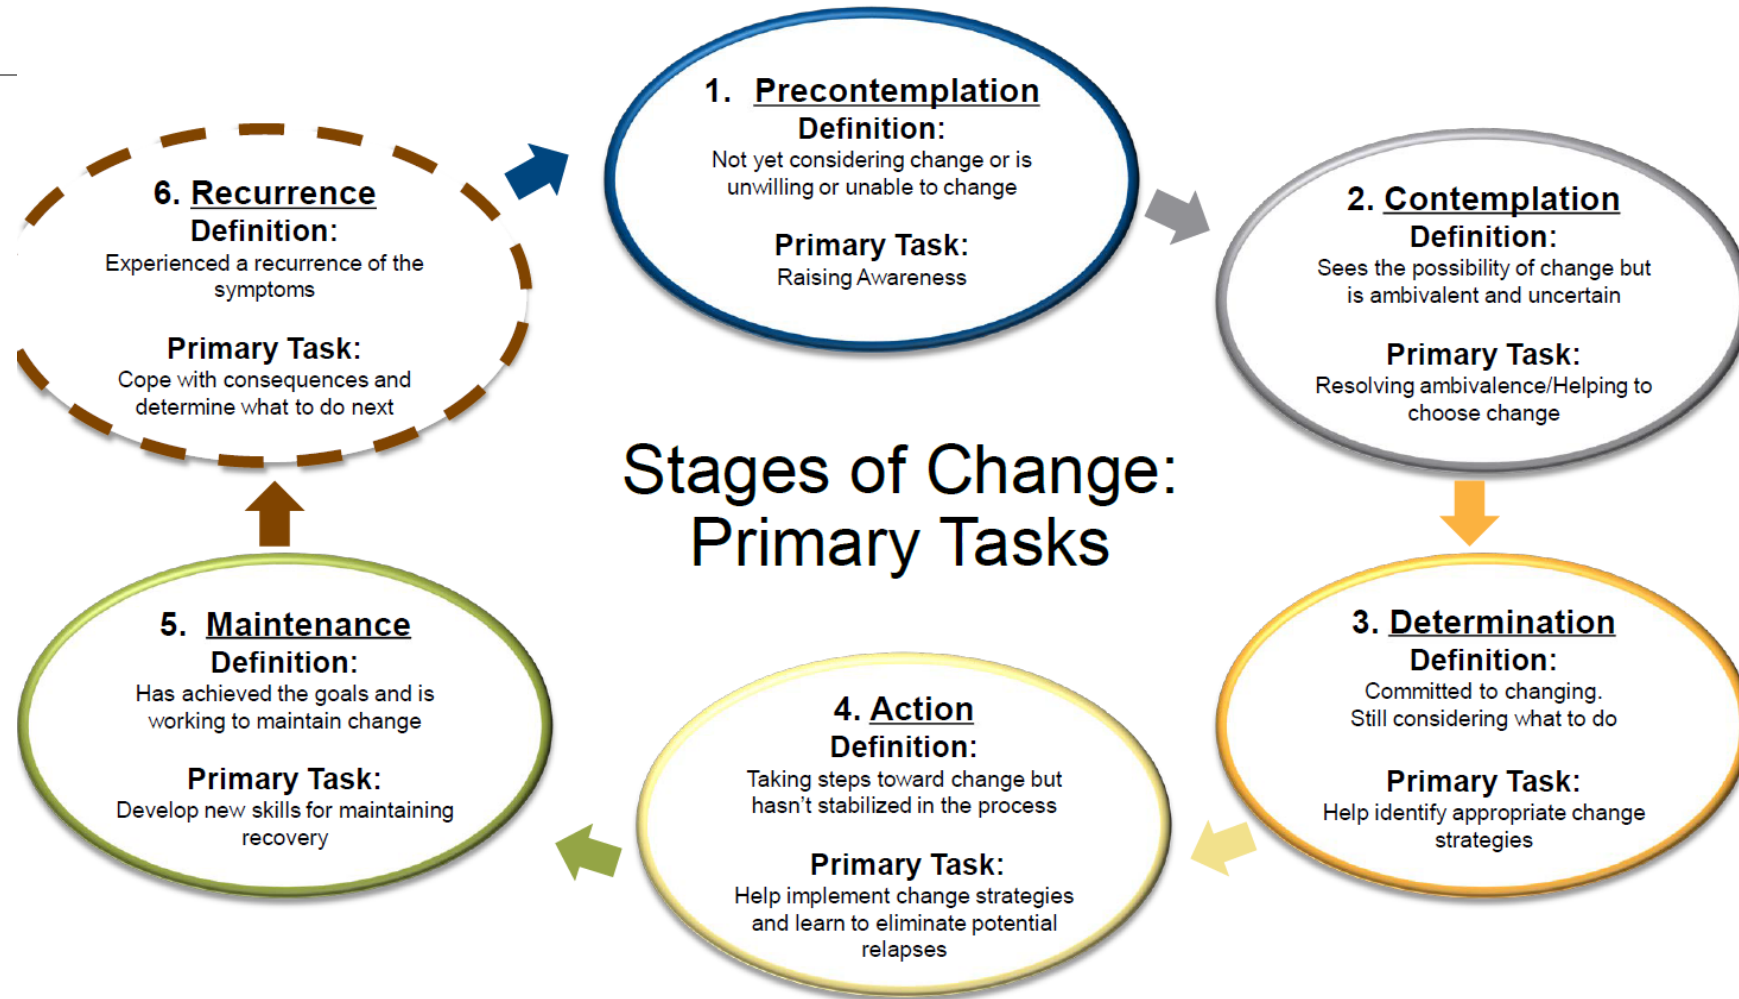 1. Precontemplation
Definition:
Not yet considering change or is
unwilling or unable to change
Primary Task:
Raising Awareness
2. Contemplation
Definition:
Sees the possibility of change but
is ambivalent and uncertain
Primary Task:
Resolving ambivalence/Helping to
choose change
3. Determination
Definition:
Committed to changing.
Still considering what to do
Primary Task:
Help identify appropriate change
strategies
4. Action
Definition:
Taking steps toward change but
hasn't stabilized in the process
Primary Task:
Help implement change strategies
and learn to eliminate potential
relapses
5. Maintenance
Definition:
Has achieved the goals and is
working to maintain change
Primary Task:
Develop new skills for maintaining
recovery
6. Recurrence
Definition:
Experienced a recurrence of the
symptoms
Primary Task:
Cope with consequences and
determine what to do next
Stages of Change:
Primary Tasks